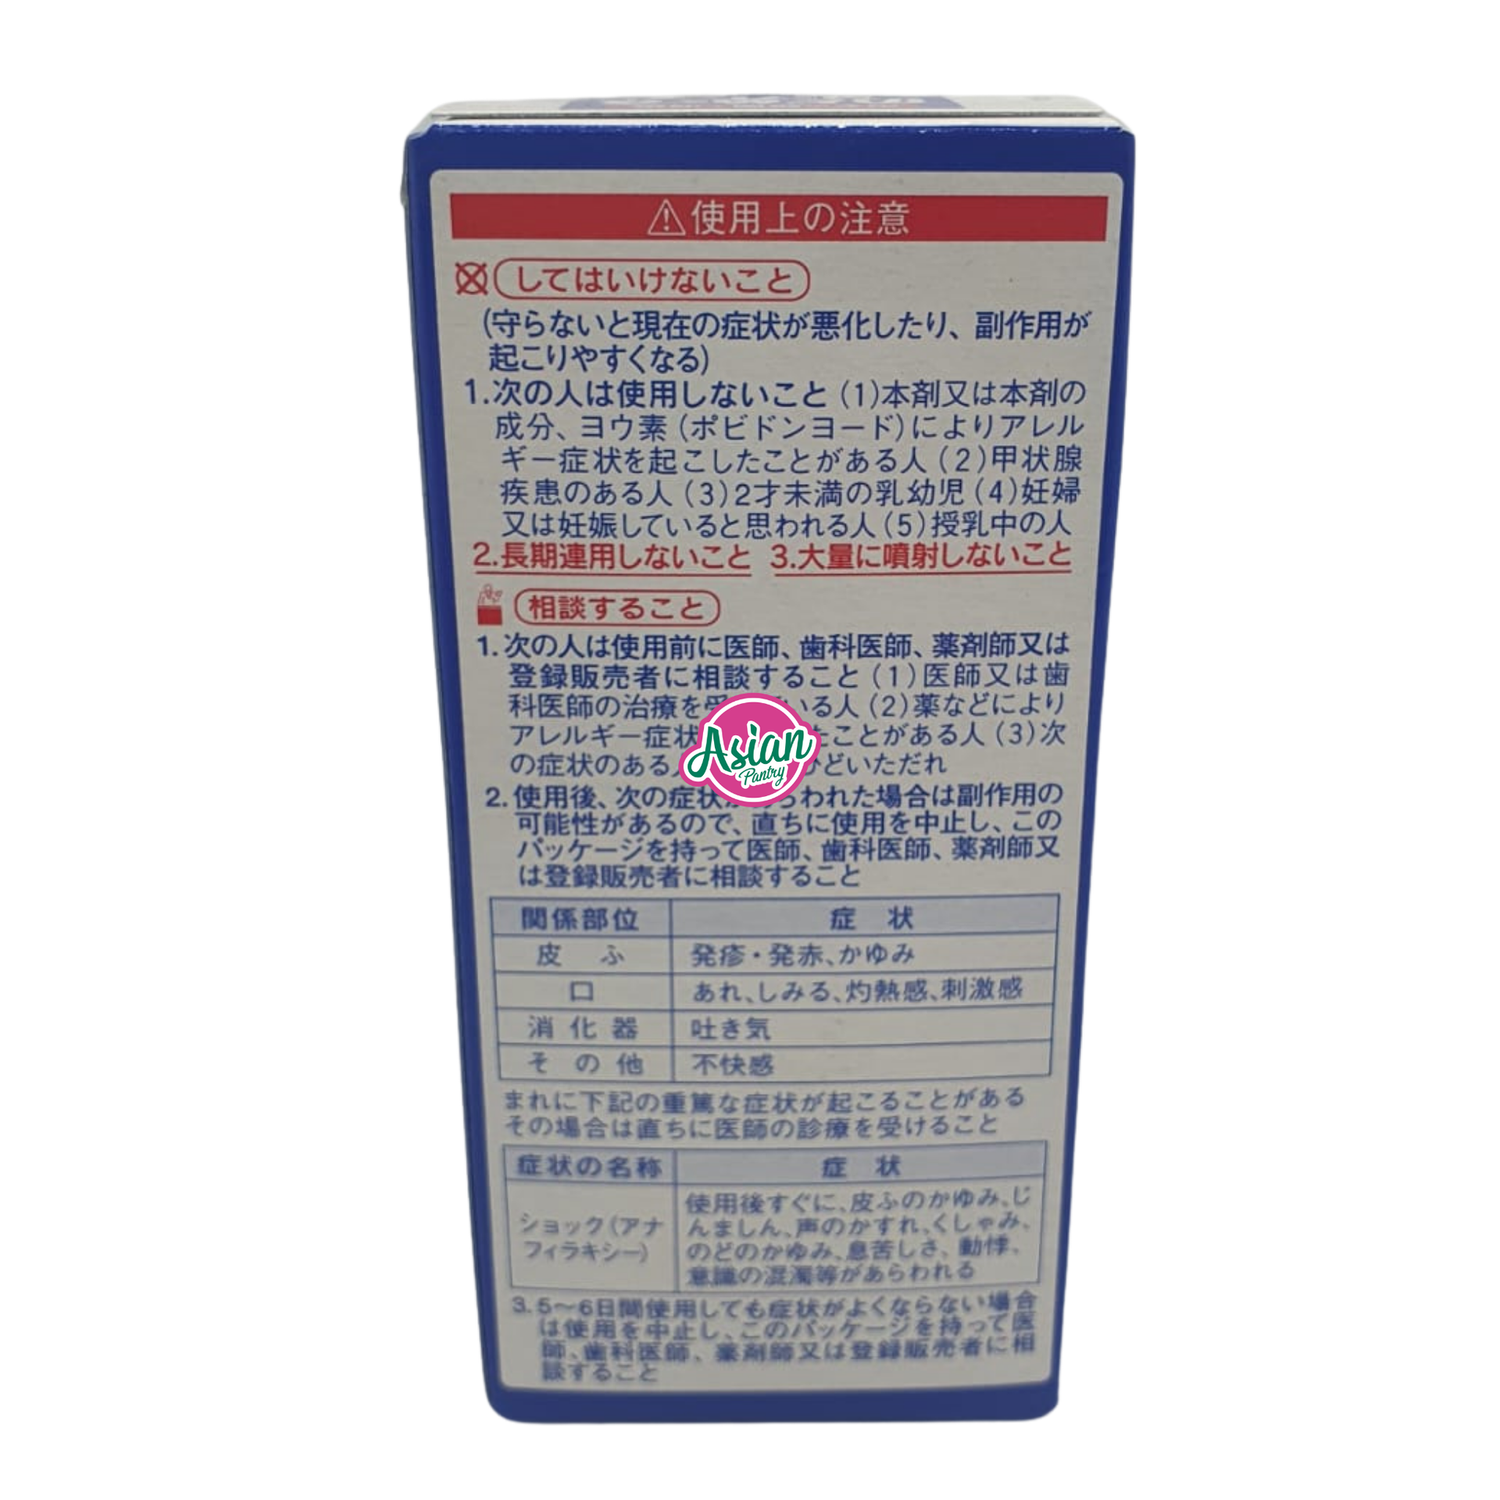 ⚠使用上の注意
してはいけないこと
(守らないと現在の症状が悪化したり、副作用が
起こりやすくなる)
1.次の人は使用しないこと(1)本剤又は本剤の
成分、ヨウ素(ポビドンヨード)によりアレル
ギー症状を起こしたことがある人(2)甲状腺
疾患のある人(3)2才未満の乳幼児(4)妊婦
又は妊娠していると思われる人(5)授乳中の人
2.長期連用しないこと 3.大量に噴射しないこと
相談すること
1.次の人は使用前に医師、歯科医師、薬剤師又は
登録販売者に相談すること(1)医師又は歯
科医師の治療を いる人(2)薬などにより
アレルギー症状 ことがある人(3)次
の症状のある どいただれ
Asian
Pantry
2.使用後、次の症状 らわれた場合は副作用の
可能性があるので、直ちに使用を中止し、この
パッケージを持って医師、歯科医師、薬剤師又
は登録販売者に相談すること
関係部位 症 状
皮 ふ 発疹・発赤、かゆみ
口 あれ、しみる、灼熱感、刺激感
消 化 器 吐き気
そ の 他 不快感
まれに下記の重篤な症状が起こることがある
その場合は直ちに医師の診療を受けること
症状の名称 症 状
ショック(アナ
フィラキシー)
使用後すぐに、皮ふのかゆみ、じ
んましん、声のかすれ、くしゃみ、
のどのかゆみ、息苦しさ、動悸、
意識の混濁等があらわれる
3.5〜6日間使用しても症状がよくならない場合
は使用を中止し、このパッケージを持って医
師、歯科医師、薬剤師又は登録販売者に相
談すること